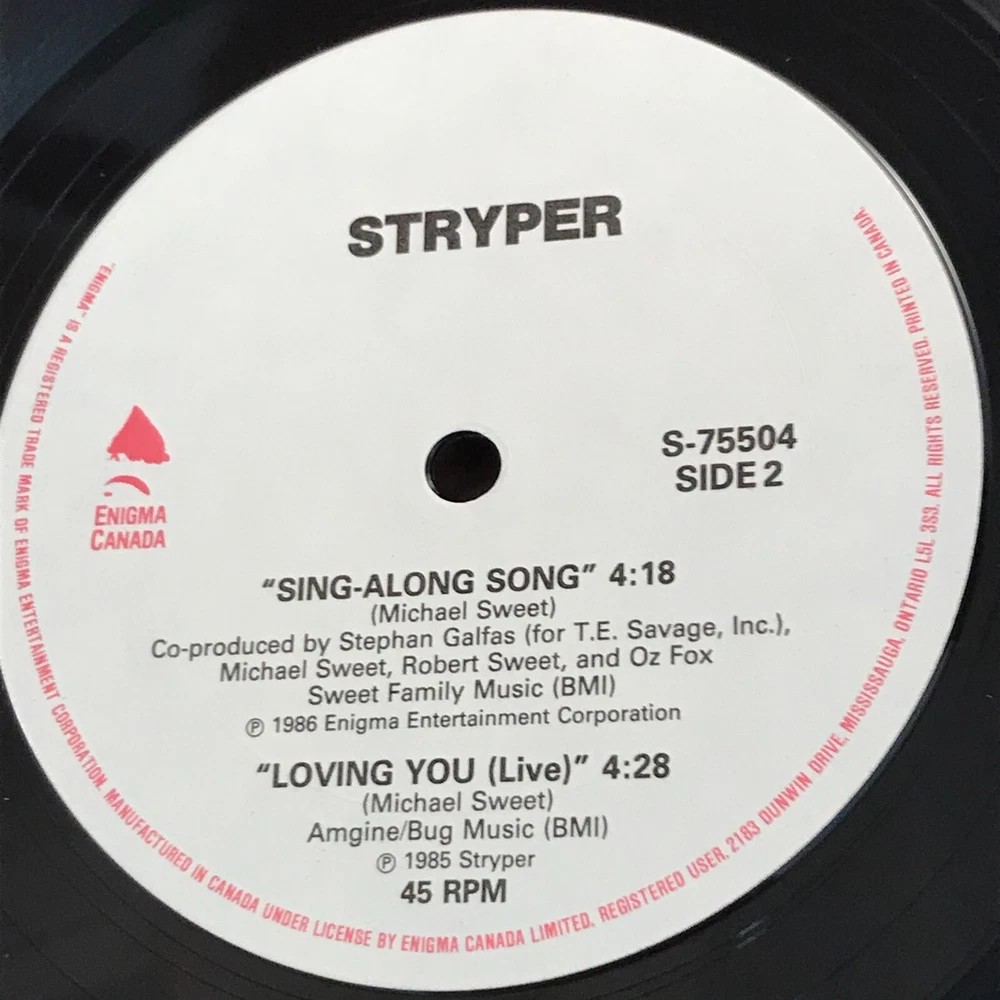 STRYPER
S-75504
SIDE 2
ENIGMA
CANADA
"SING-ALONG SONG" 4:18
(Michael Sweet)
Co-produced by Stephan Galfas (for T.E. Savage, Inc.),
Michael Sweet, Robert Sweet, and Oz Fox
Sweet Family Music (BMI)
℗ 1986 Enigma Entertainment Corporation
"LOVING YOU (Live)" 4:28
(Michael Sweet)
Amgine/Bug Music (BMI)
℗ 1985 Stryper
45 RPM
"ENIGMA" IS A REGISTERED TRADE MARK OF ENIGMA ENTERTAINMENT CORPORATION. MANUFACTURED IN CANADA UNDER LICENSE BY ENIGMA CANADA LIMITED. REGISTERED USER. 2183 DUNWIN DRIVE, MISSISSAUGA, ONTARIO L5L 3S3. ALL RIGHTS RESERVED. PRINTED IN CANADA.